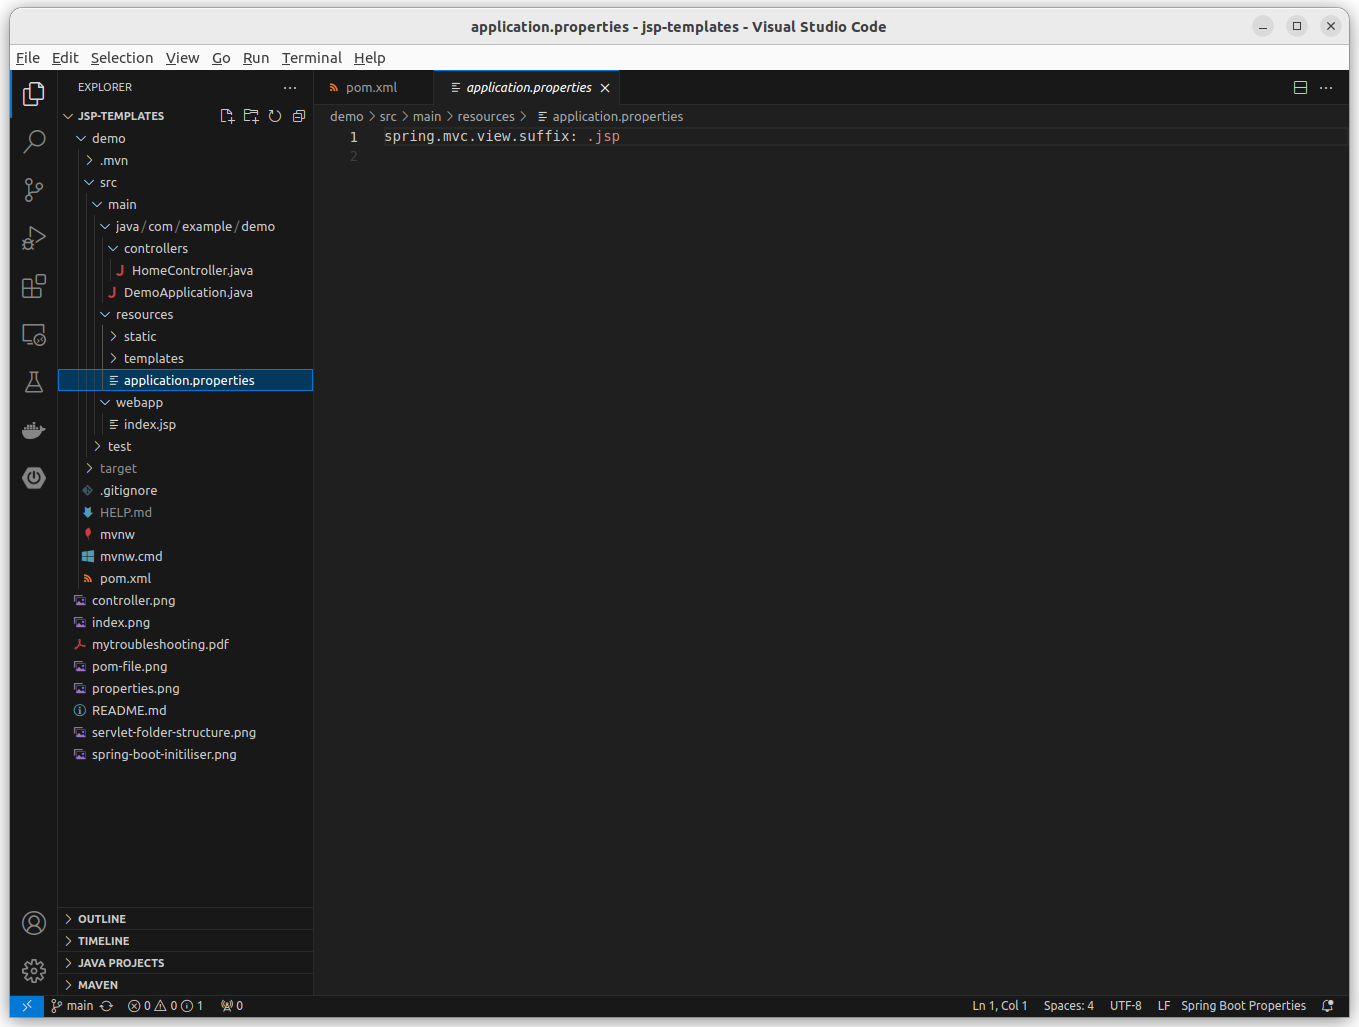 application.properties - jsp-templates - Visual Studio Code
File Edit Selection View Go Run Terminal Help
EXPLORER
JSP-TEMPLATES
demo
.mvn
src
main
java/com/example/demo
controllers
HomeController.java
DemoApplication.java
resources
static
templates
application.properties
webapp
index.jsp
test
target
.gitignore
HELP.md
mvnw
mvnw.cmd
pom.xml
controller.png
index.png
mytroubleshooting.pdf
pom-file.png
properties.png
README.md
servlet-folder-structure.png
spring-boot-initiliser.png
OUTLINE
TIMELINE
JAVA PROJECTS
MAVEN
pom.xml
application.properties
demo > src > main > resources > application.properties
1 spring.mvc.view.suffix: .jsp
2
main 0 0 1 0
Ln 1, Col 1 Spaces: 4 UTF-8 LF Spring Boot Properties